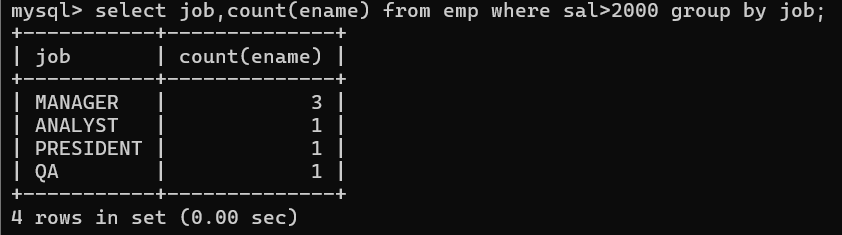 mysql> select job,count(ename) from emp where sal>2000 group by job;
+-----------+--------------+
| job       | count(ename) |
+-----------+--------------+
| MANAGER   |            3 |
| ANALYST   |            1 |
| PRESIDENT |            1 |
| QA        |            1 |
+-----------+--------------+
4 rows in set (0.00 sec)